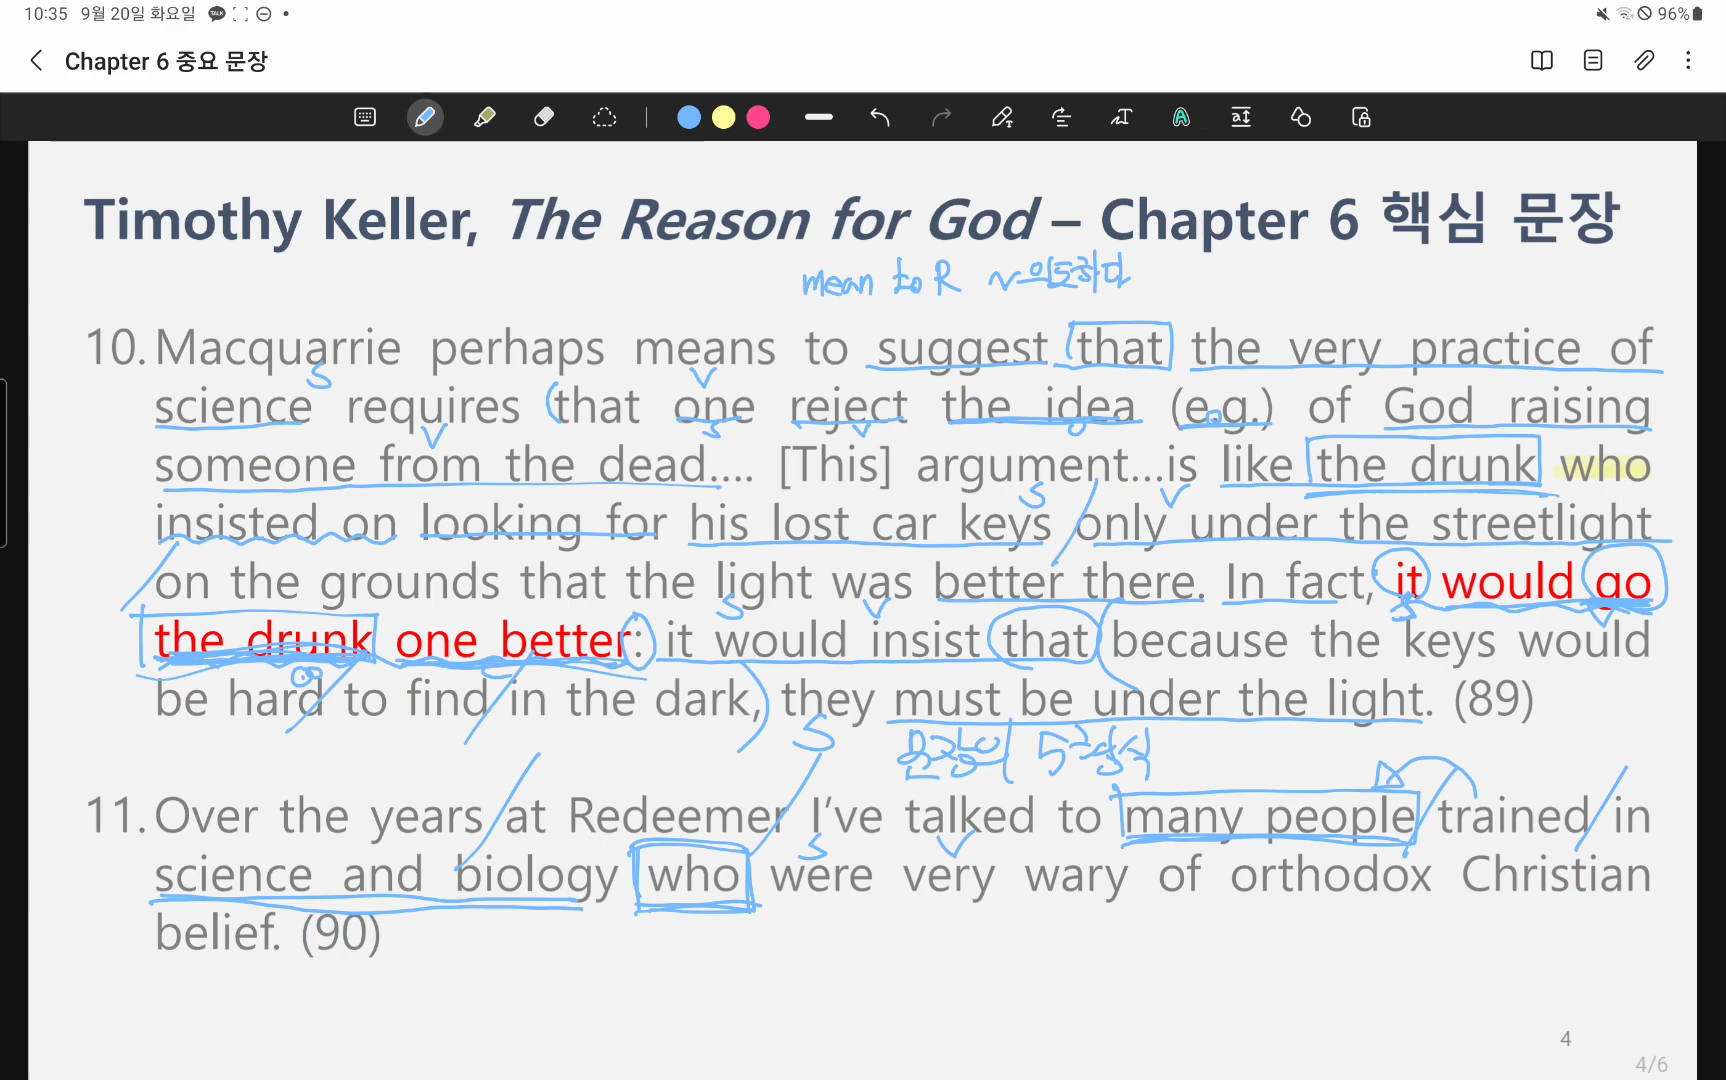 10:35 9월 20일 화요일 TALK 96%
Chapter 6 중요 문장
Timothy Keller, The Reason for God – Chapter 6 핵심 문장
mean to R ~의도하다
10. Macquarrie perhaps means to suggest that the very practice of
science requires (that one reject the idea (e.g.) of God raising
someone from the dead.... [This] argument...is like the drunk who
insisted on looking for his lost car keys only under the streetlight
on the grounds that the light was better there. In fact, it would go
the drunk one better: it would insist that because the keys would
be hard to find in the dark, they must be under the light. (89)
문장의 5형식
11. Over the years at Redeemer I've talked to many people trained in
science and biology who were very wary of orthodox Christian
belief. (90)
4
4/6